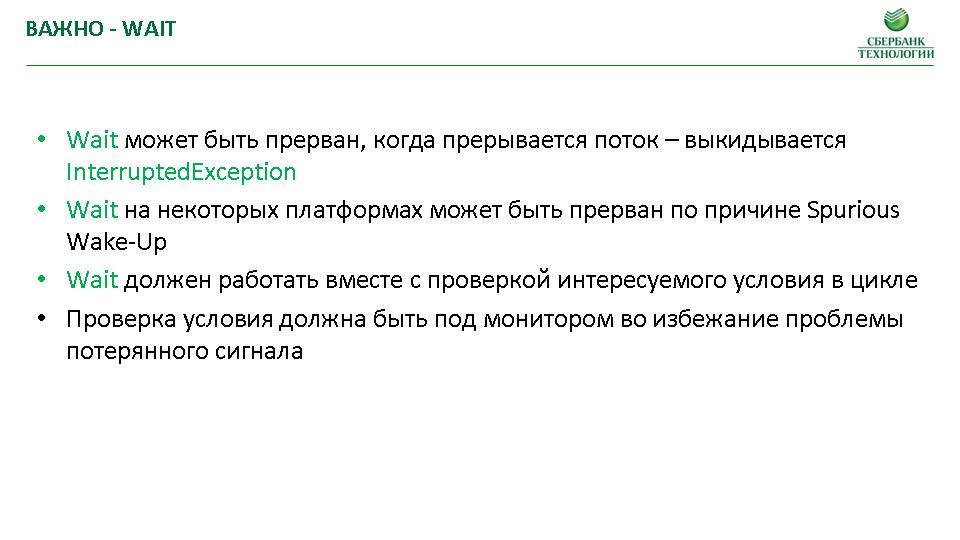 ВАЖНО - WAIT
СБЕРБАНК
ТЕХНОЛОГИИ
• Wait может быть прерван, когда прерывается поток – выкидывается
InterruptedException
• Wait на некоторых платформах может быть прерван по причине Spurious
Wake-Up
• Wait должен работать вместе с проверкой интересуемого условия в цикле
• Проверка условия должна быть под монитором во избежание проблемы
потерянного сигнала